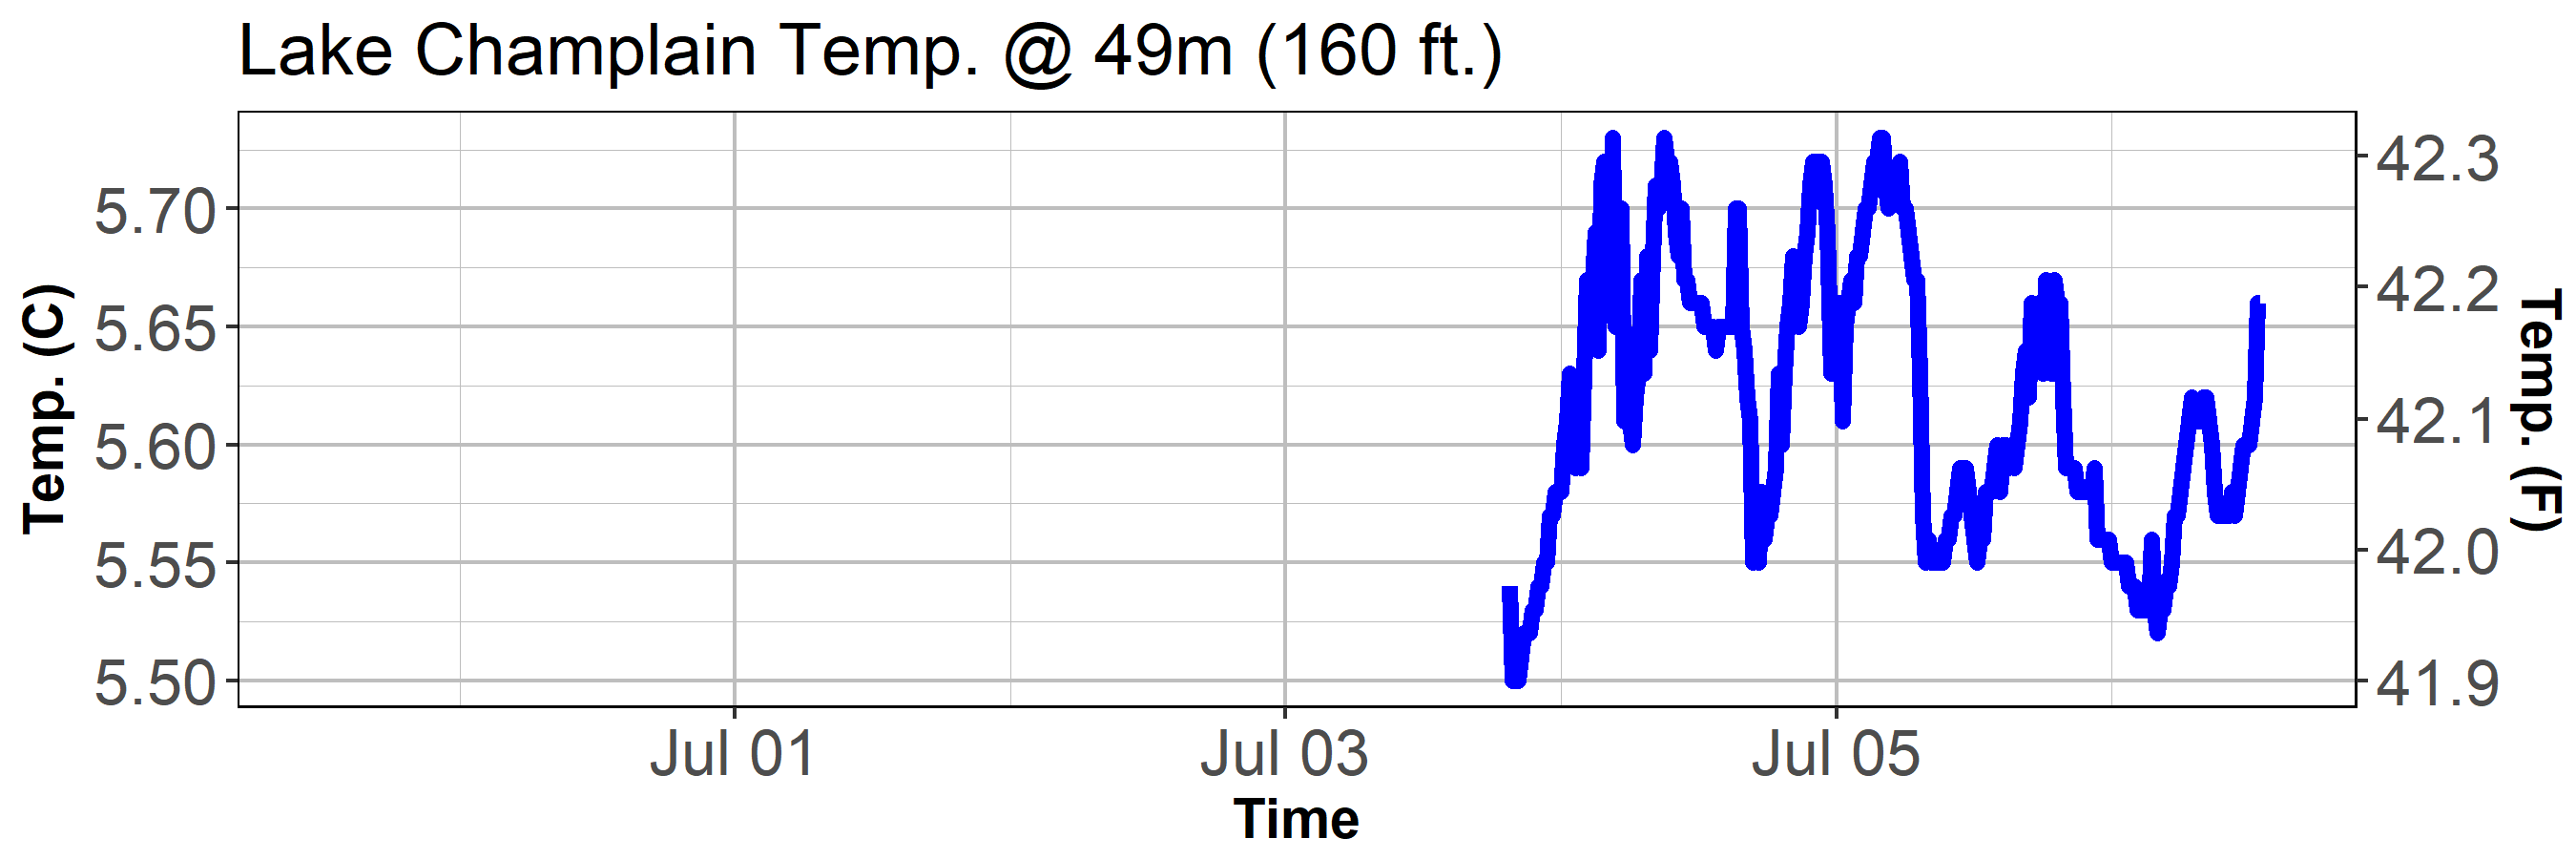 Lake Champlain Temp. @ 49m (160 ft.)
Temp. (C)
5.70
5.65
5.60
5.55
5.50
42.3
42.2
42.1
42.0
41.9
Temp. (F)
Jul 01
Jul 03
Jul 05
Time